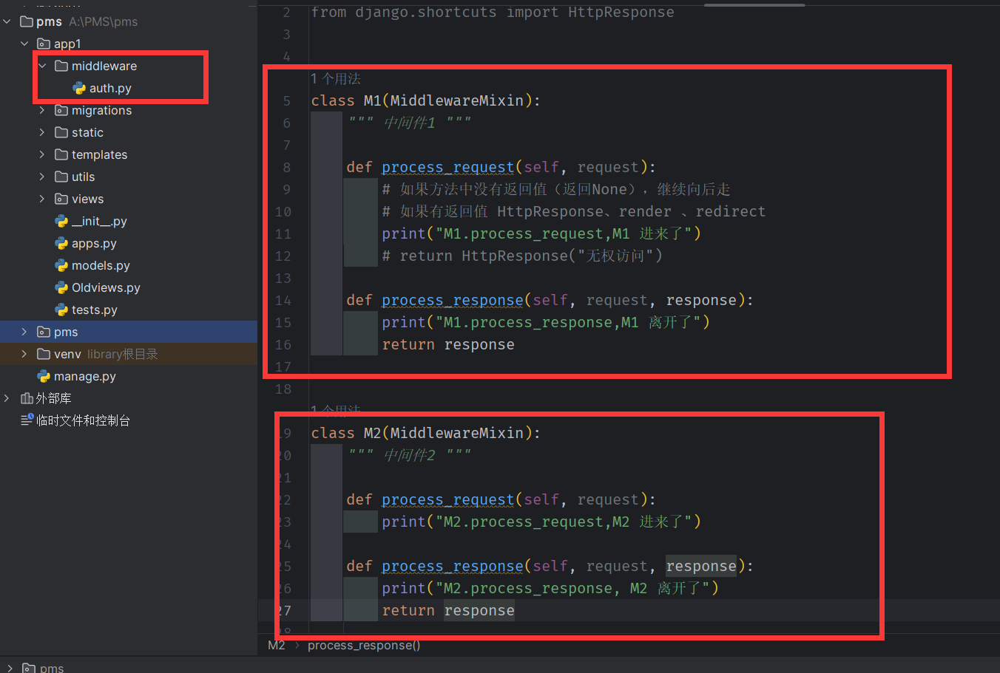 pms A:\PMS\pms
app1
middleware
auth.py
migrations
static
templates
utils
views
__init__.py
apps.py
models.py
Oldviews.py
tests.py
pms
venv library根目录
manage.py
外部库
临时文件和控制台
pms
2 from django.shortcuts import HttpResponse
3
4
1 个用法
5 class M1(MiddlewareMixin):
6 """ 中间件1 """
7
8 def process_request(self, request):
9 # 如果方法中没有返回值（返回None），继续向后走
10 # 如果有返回值 HttpResponse、render 、redirect
11 print("M1.process_request,M1 进来了")
12 # return HttpResponse("无权访问")
13
14 def process_response(self, request, response):
15 print("M1.process_response,M1 离开了")
16 return response
17
18
1 个用法
19 class M2(MiddlewareMixin):
20 """ 中间件2 """
21
22 def process_request(self, request):
23 print("M2.process_request,M2 进来了")
24
25 def process_response(self, request, response):
26 print("M2.process_response, M2 离开了")
27 return response
28
M2 › process_response()